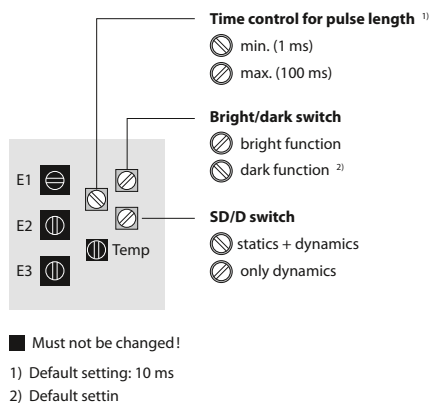 Time control for pulse length 1)
min. (1 ms)
max. (100 ms)
Bright/dark switch
bright function
dark function 2)
SD/D switch
statics + dynamics
only dynamics
E1
E2
E3
Temp
Must not be changed!
1) Default setting: 10 ms
2) Default settin